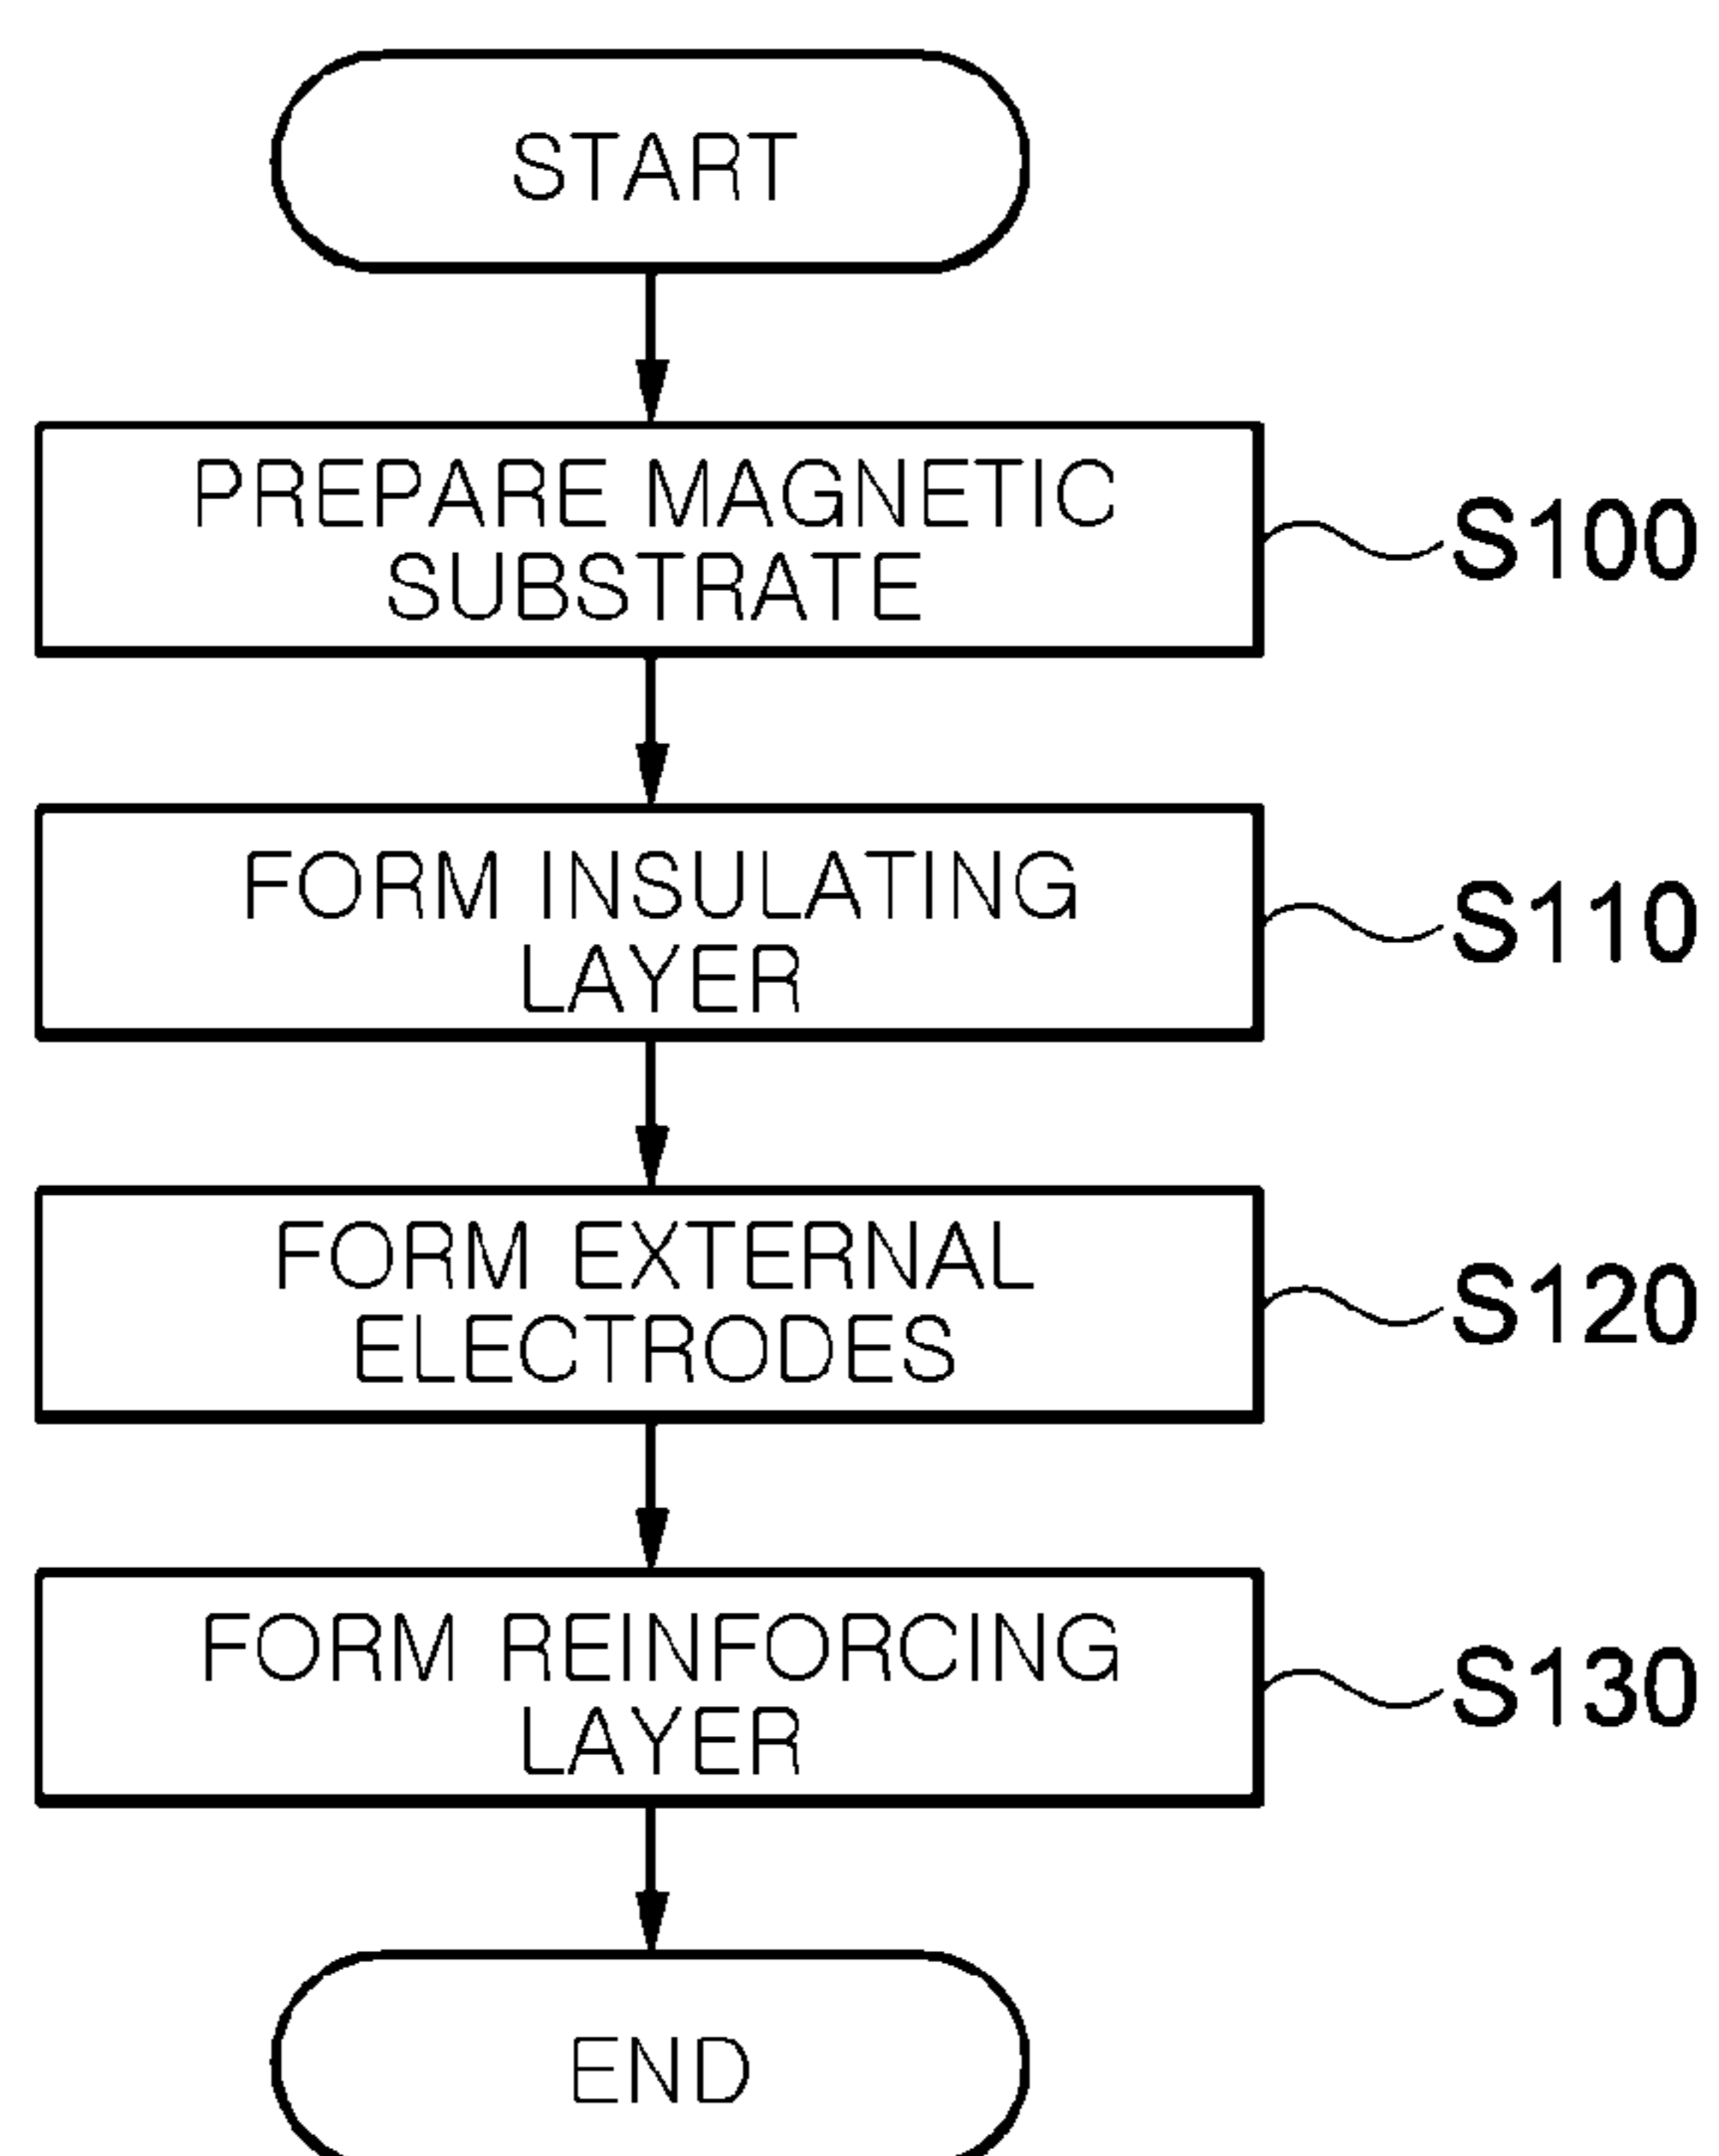 START
PREPARE MAGNETIC
SUBSTRATE
S100
FORM INSULATING
LAYER
S110
FORM EXTERNAL
ELECTRODES
S120
FORM REINFORCING
LAYER
S130
END